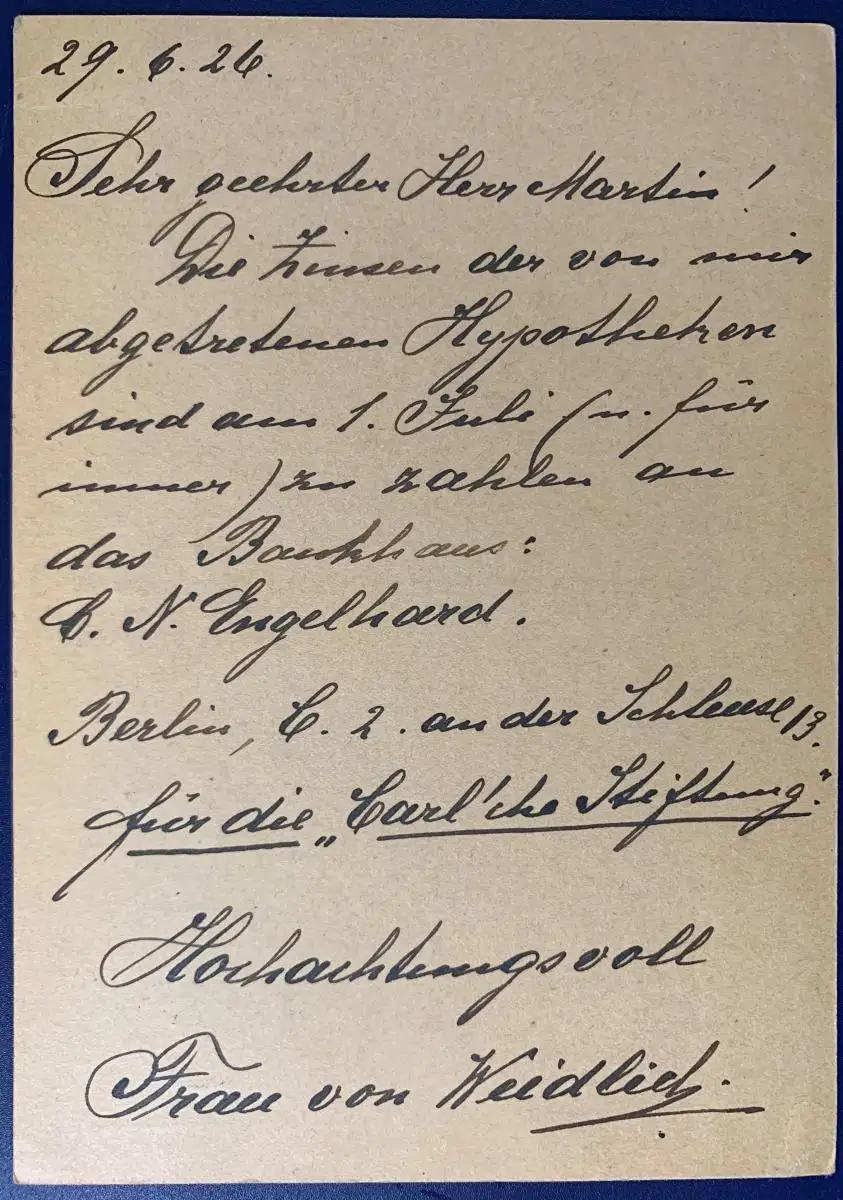 29. 6. 26.
Sehr geehrter Herr Martin!
Die Zinsen der von mir
abgetretenen Hypotheken
sind am 1. Juli (u. für
immer) zu zahlen an
das Bankhaus:
C. N. Engelhard.
Berlin, C. 2. an der Schleuse 13.
für die „Carl'che Stiftung".
Hochachtungsvoll
Frau von Weidlich.